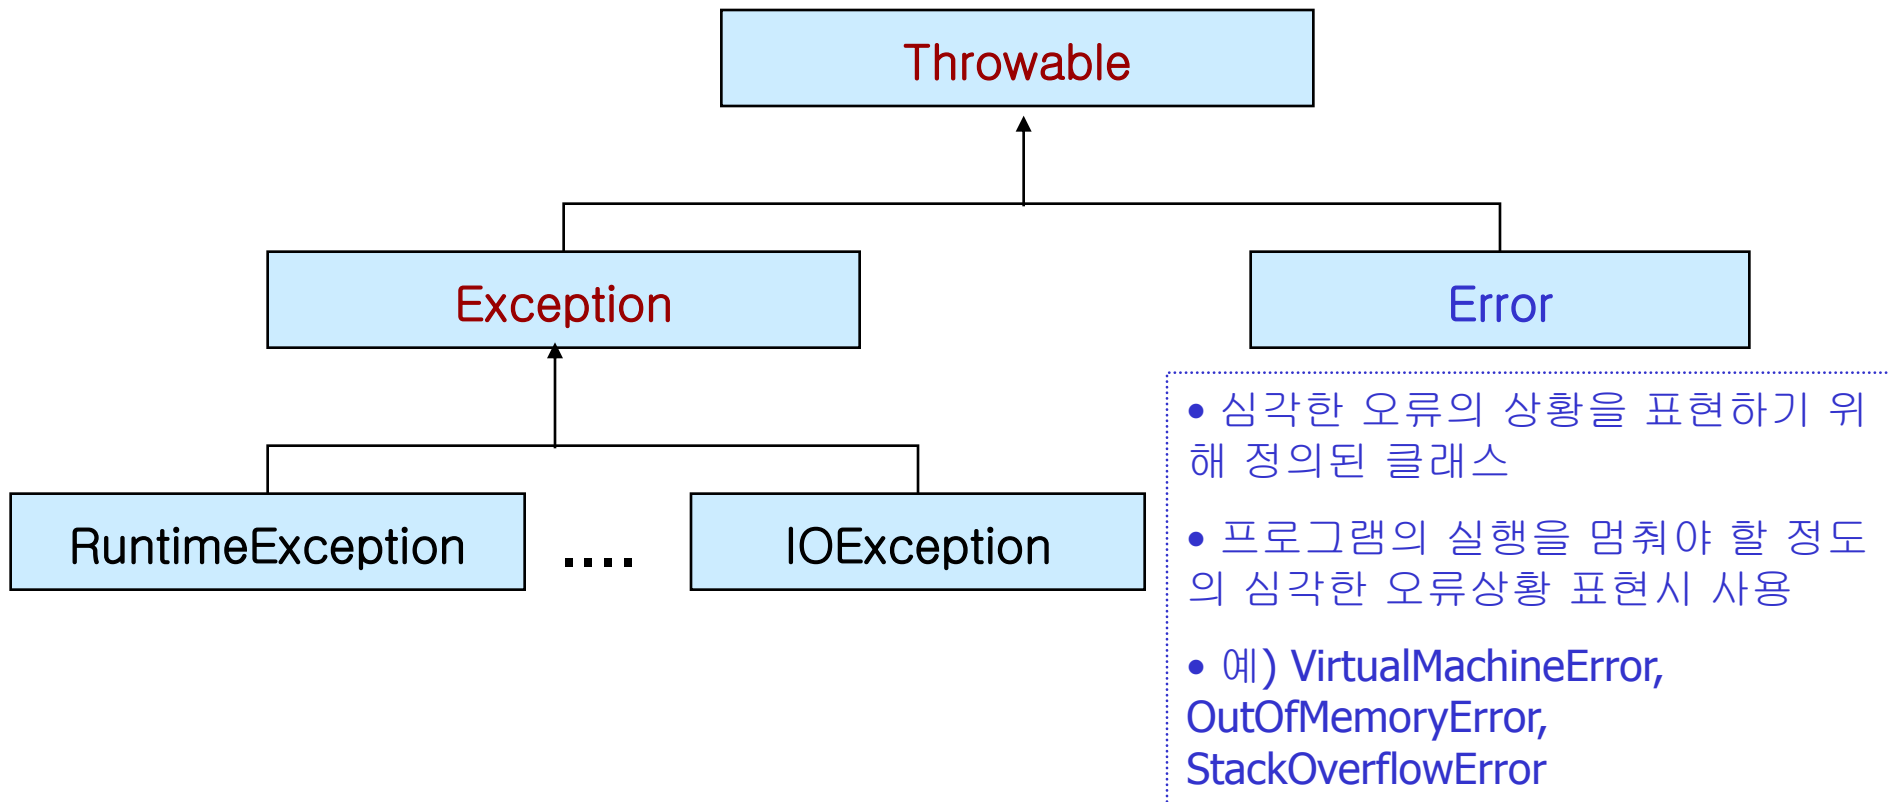 Throwable
Exception
Error
RuntimeException
....
IOException
• 심각한 오류의 상황을 표현하기 위
해 정의된 클래스
• 프로그램의 실행을 멈춰야 할 정도
의 심각한 오류상황 표현시 사용
• 예) VirtualMachineError,
OutOfMemoryError,
StackOverflowError